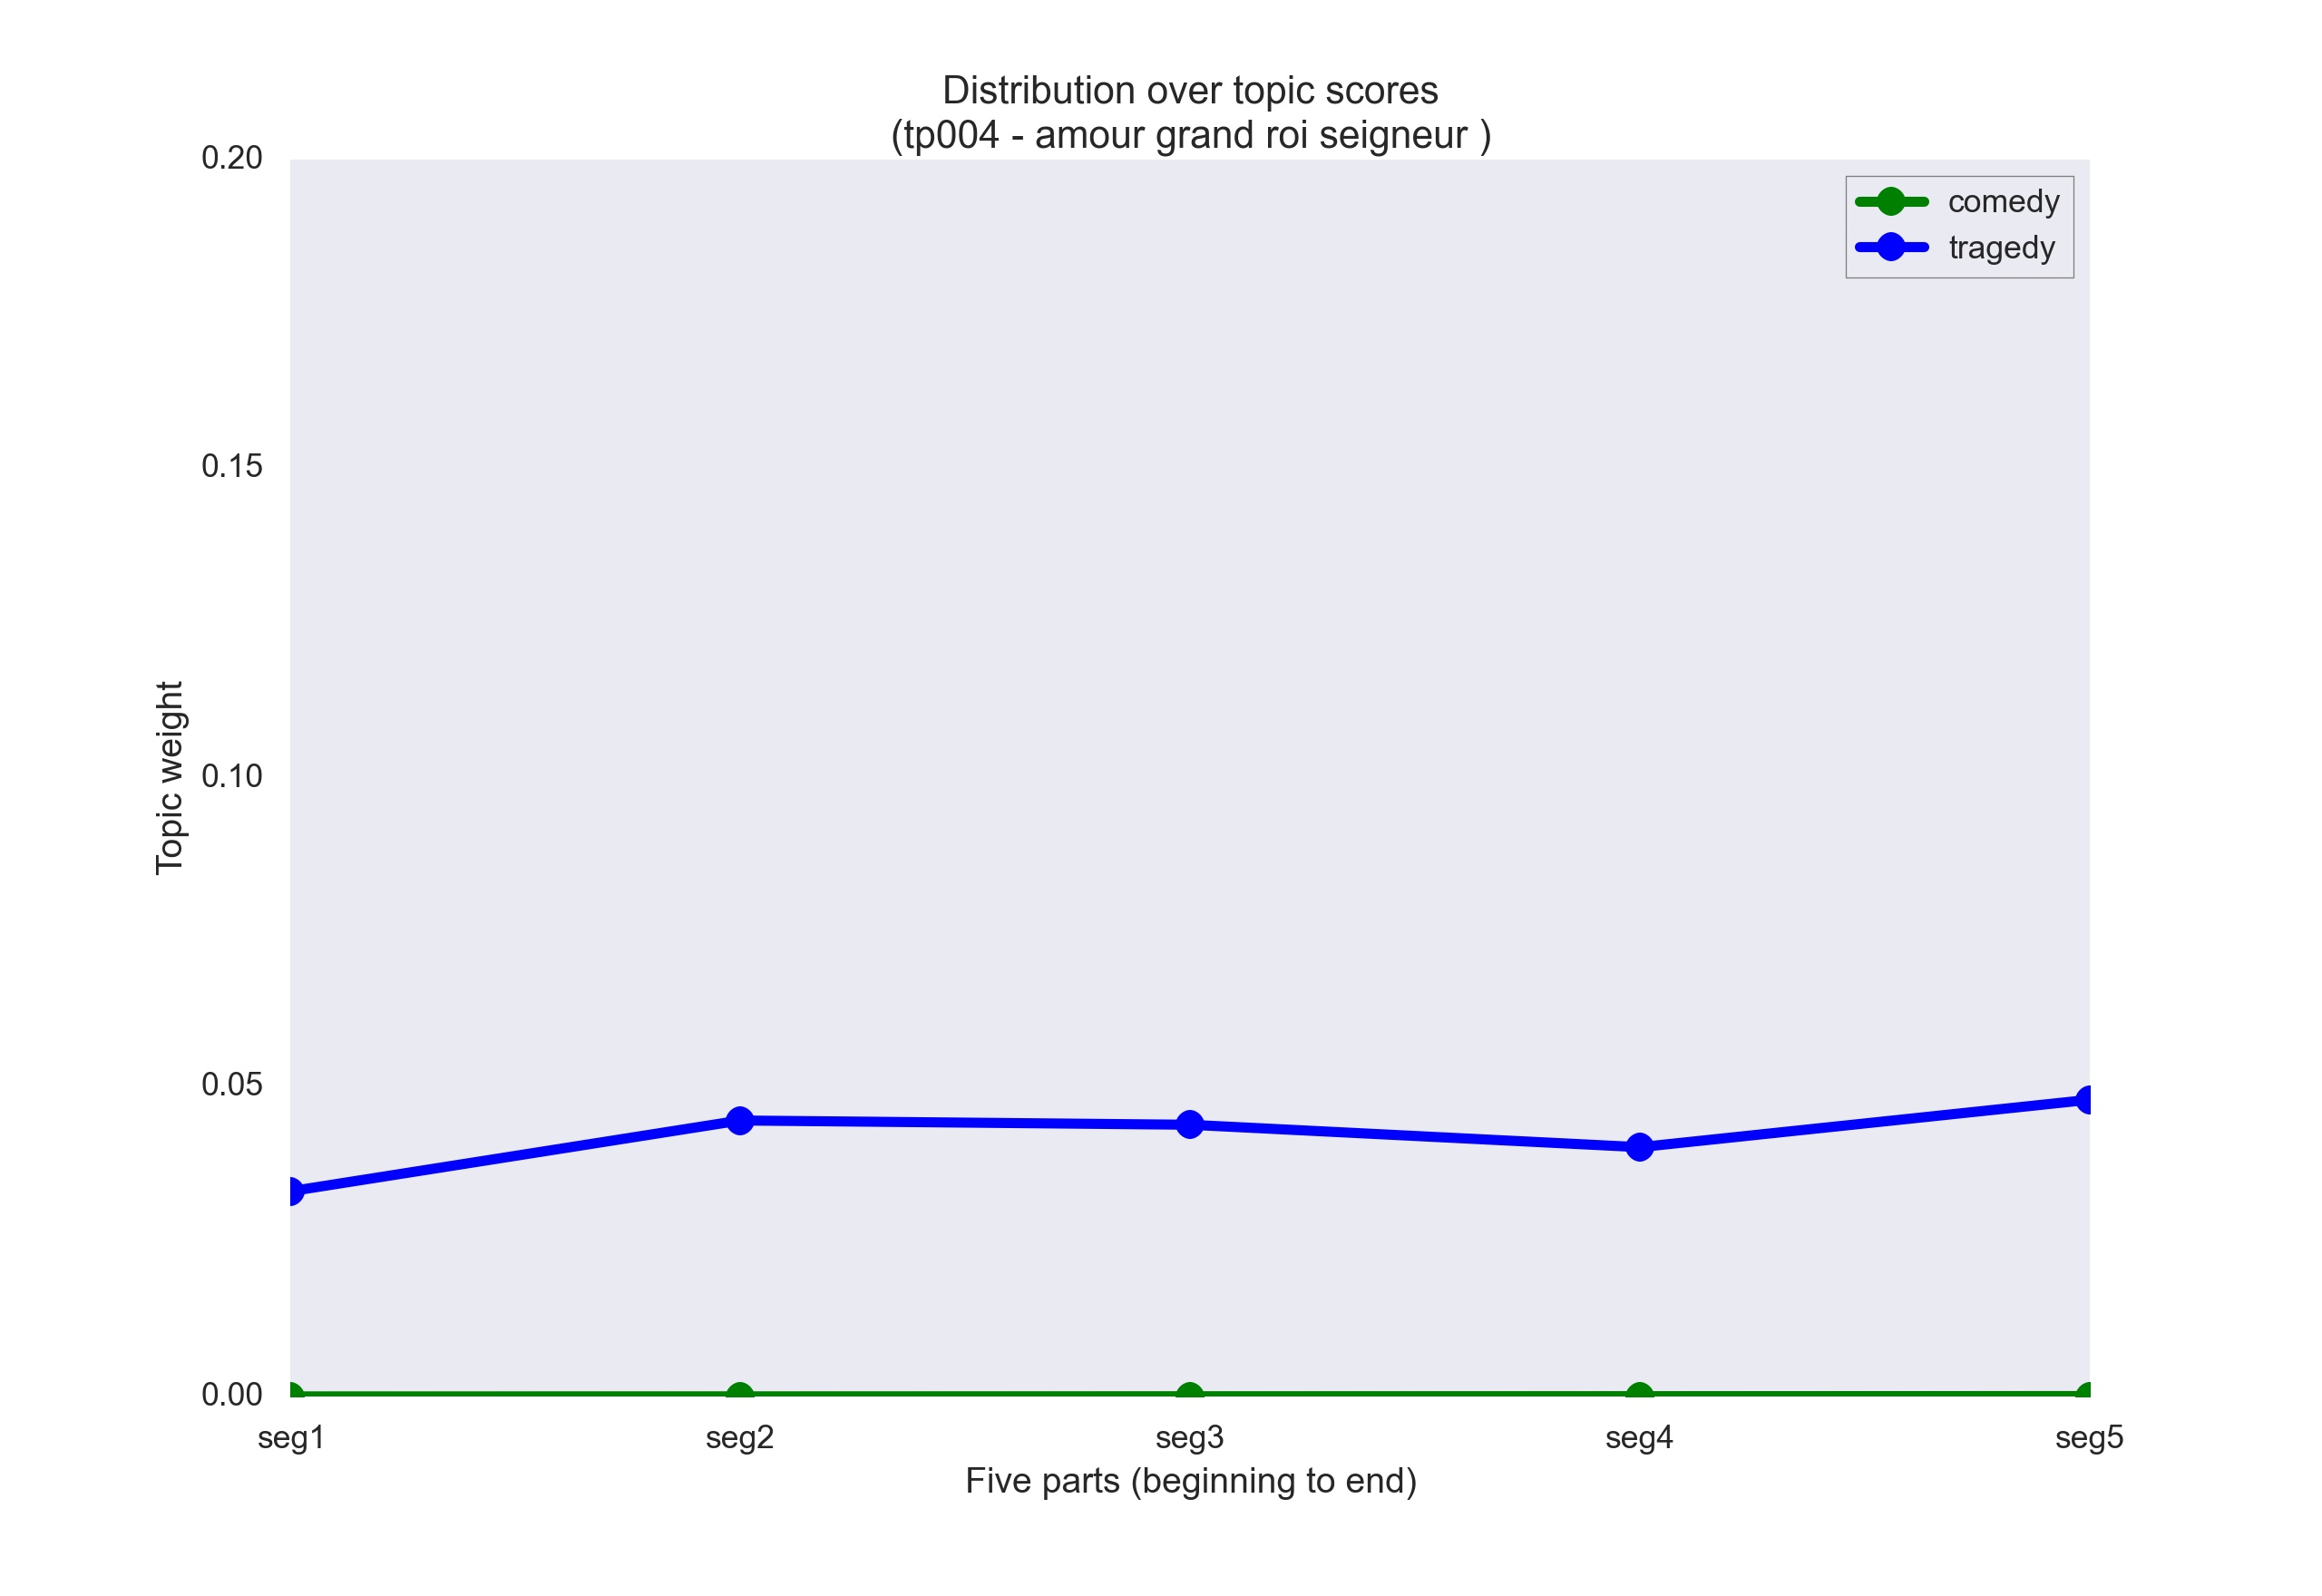 Distribution over topic scores
(tp004 - amour grand roi seigneur )
comedy
tragedy
Topic weight
0.20
0.15
0.10
0.05
0.00
seg1 seg2 seg3 seg4 seg5
Five parts (beginning to end)